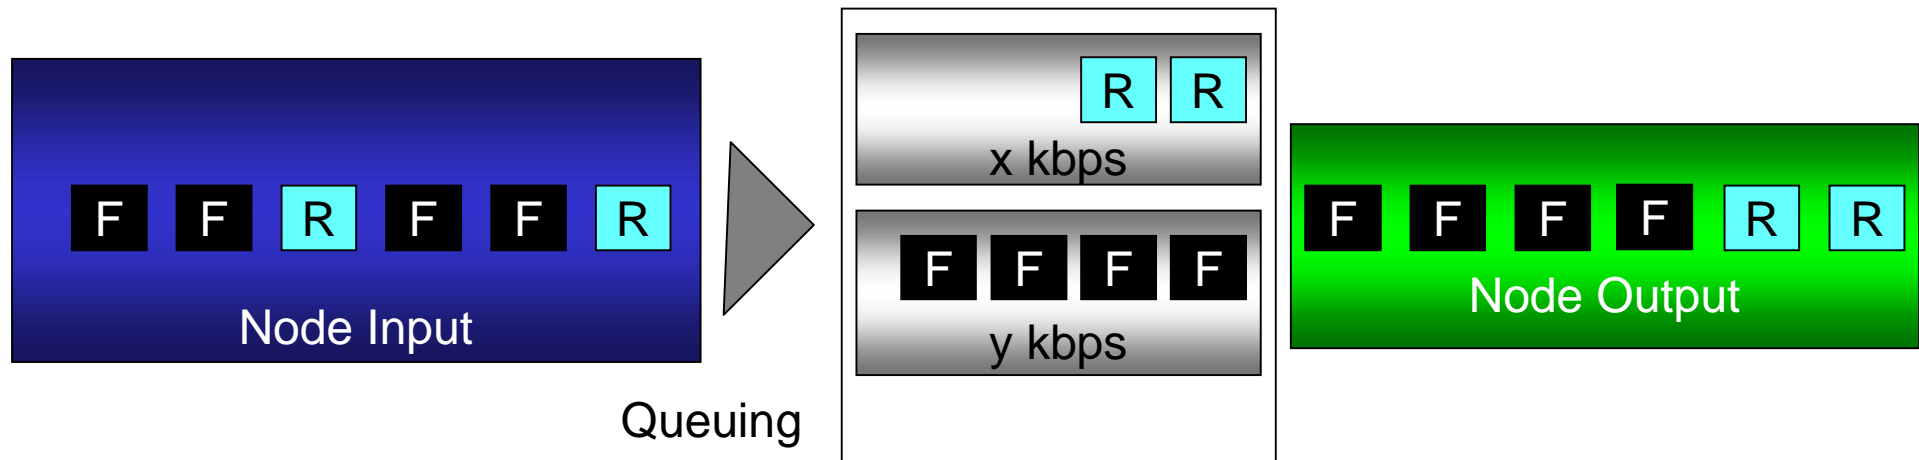 F F R F F R
Node Input
Queuing
R R
x kbps
F F F F
y kbps
F F F F R R
Node Output